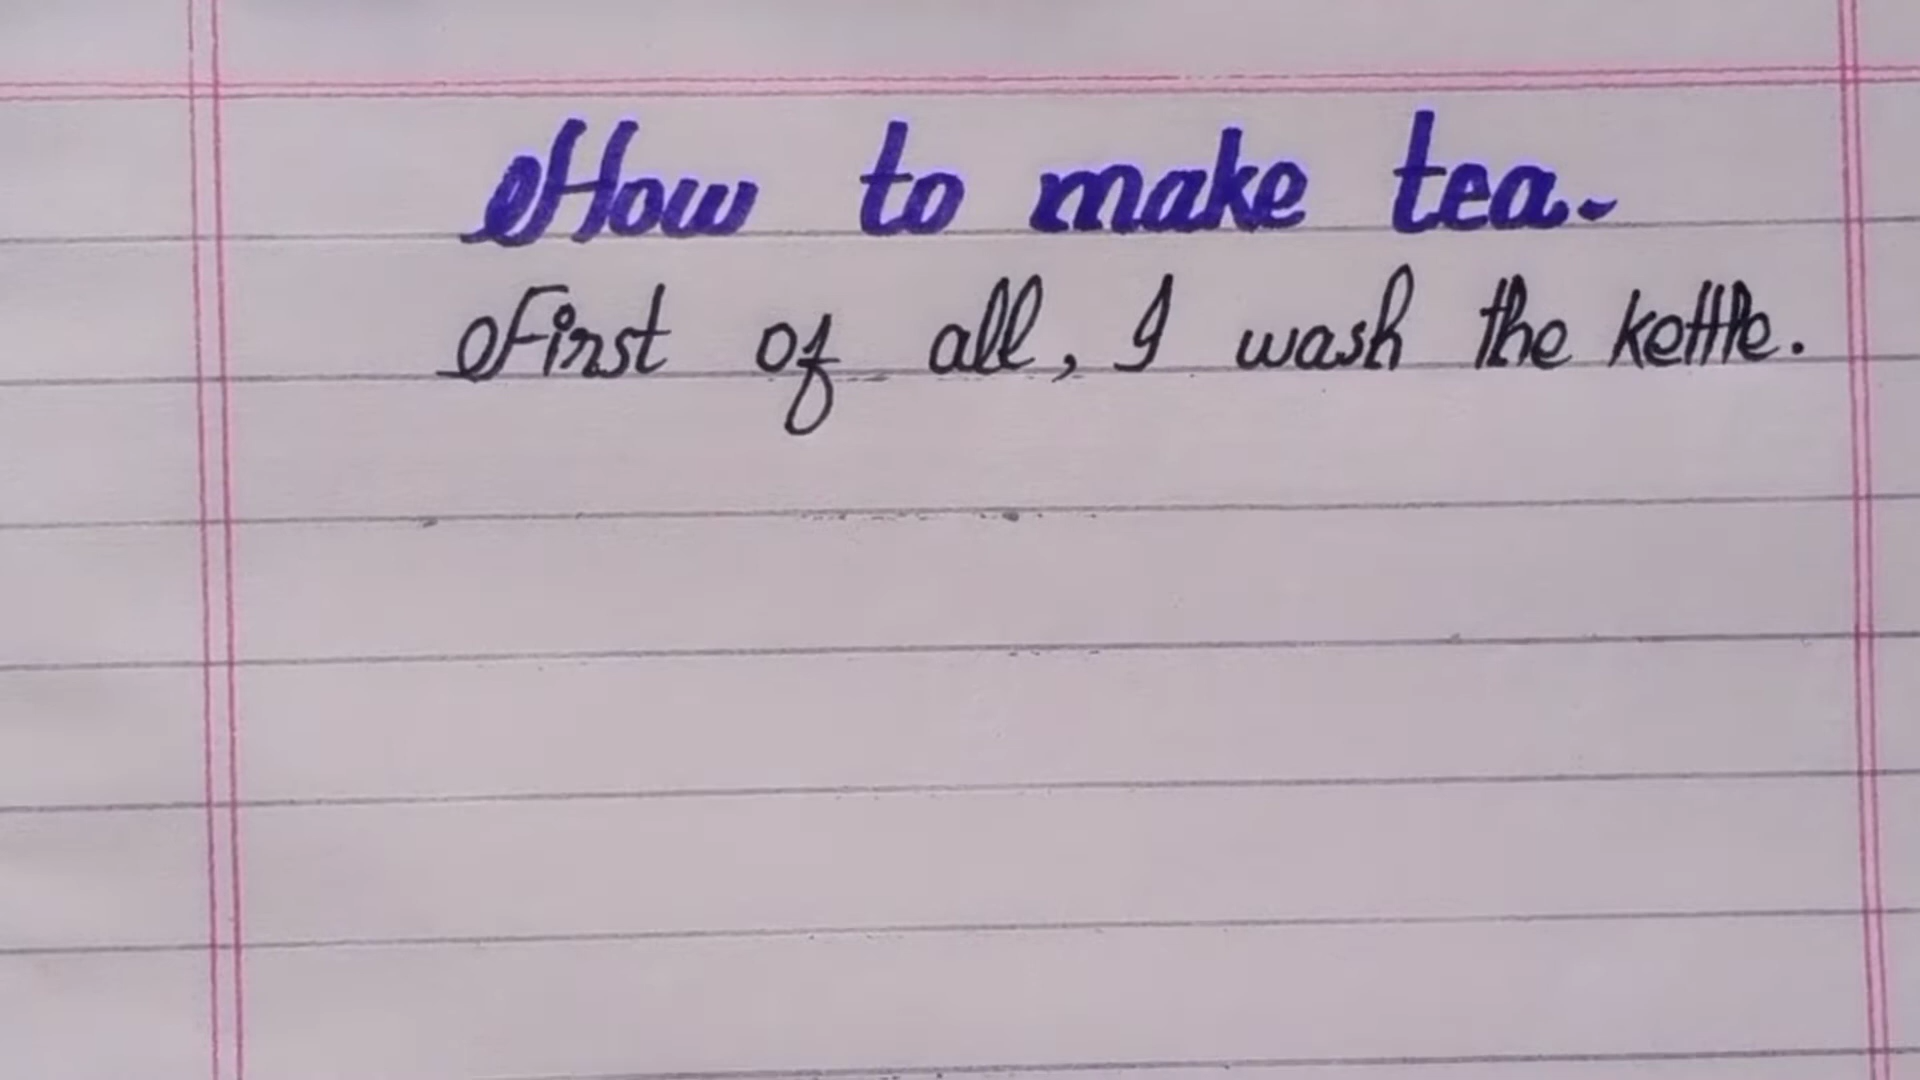 How to make tea.
First of all, I wash the kettle.